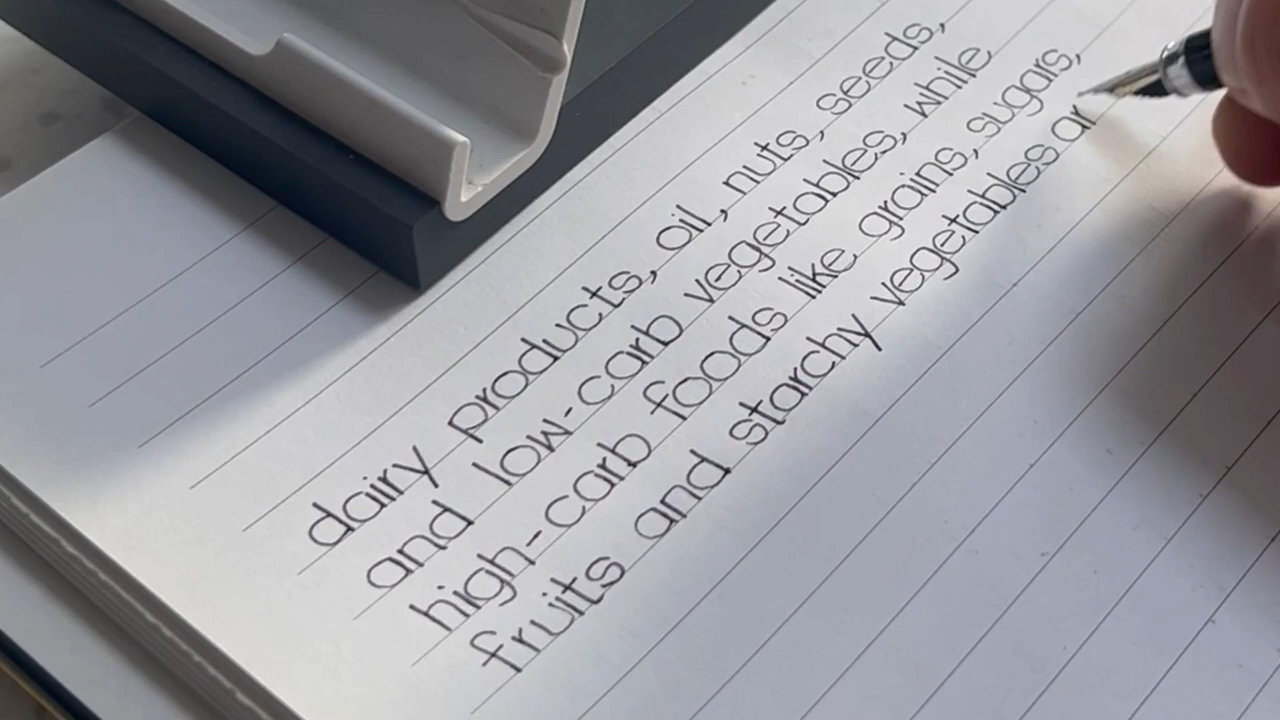 dairy products, oil, nuts, seeds,
and low-carb vegetables, while
high-carb foods like grains, sugars,
fruits and starchy vegetables ar